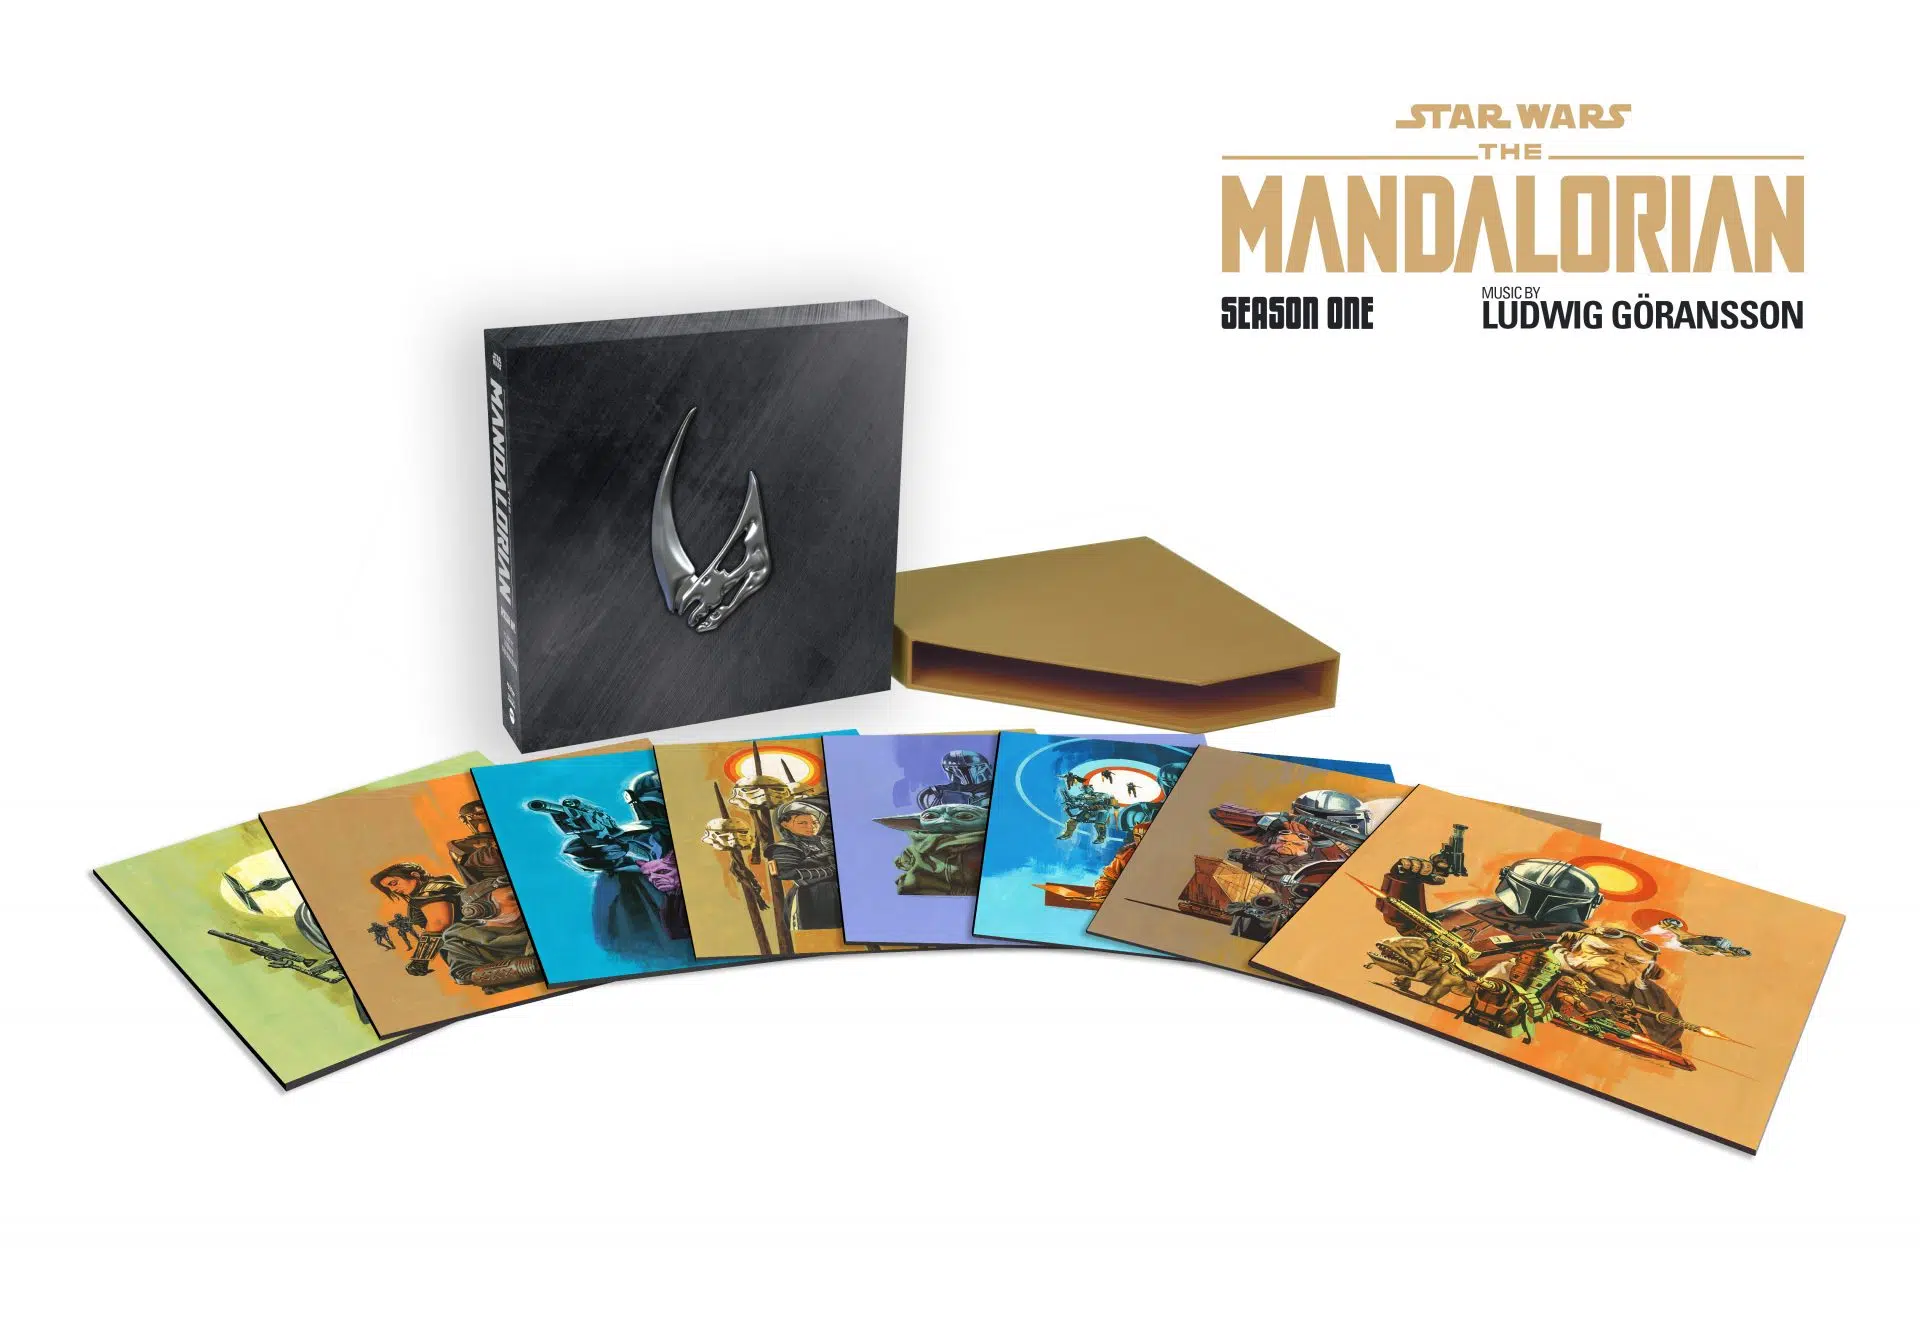 STAR WARS
THE
MANDALORIAN
SEASON ONE
MUSIC BY
LUDWIG GÖRANSSON
MANDALORIAN